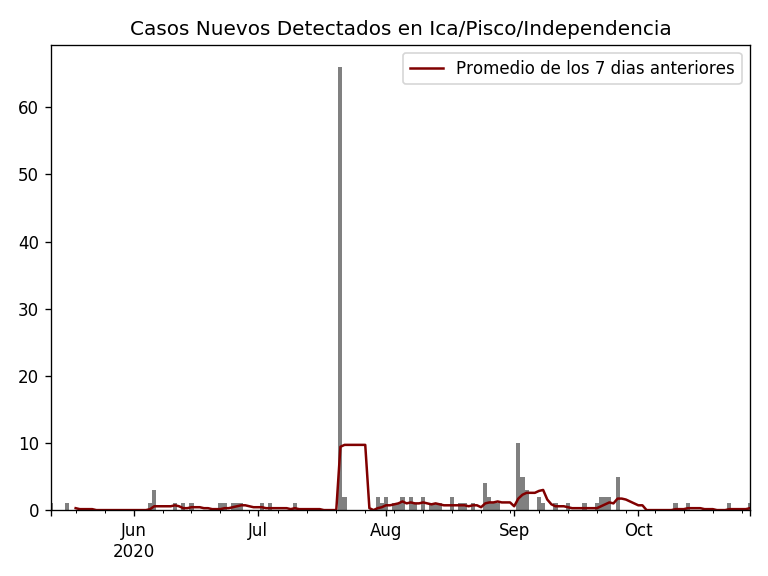 Casos Nuevos Detectados en Ica/Pisco/Independencia
Promedio de los 7 dias anteriores
60
50
40
30
20
10
0
Jun
2020
Jul
Aug
Sep
Oct